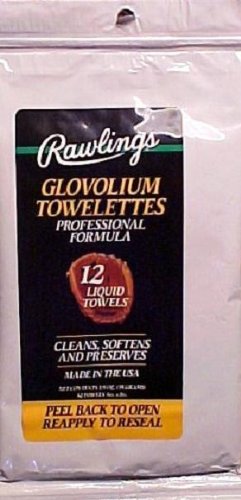 Rawlings
GLOVOLIUM
TOWELETTES
PROFESSIONAL
FORMULA
12
LIQUID
TOWELS
CLEANS, SOFTENS
AND PRESERVES
MADE IN THE USA
PEEL BACK TO OPEN
REAPPLY TO RESEAL